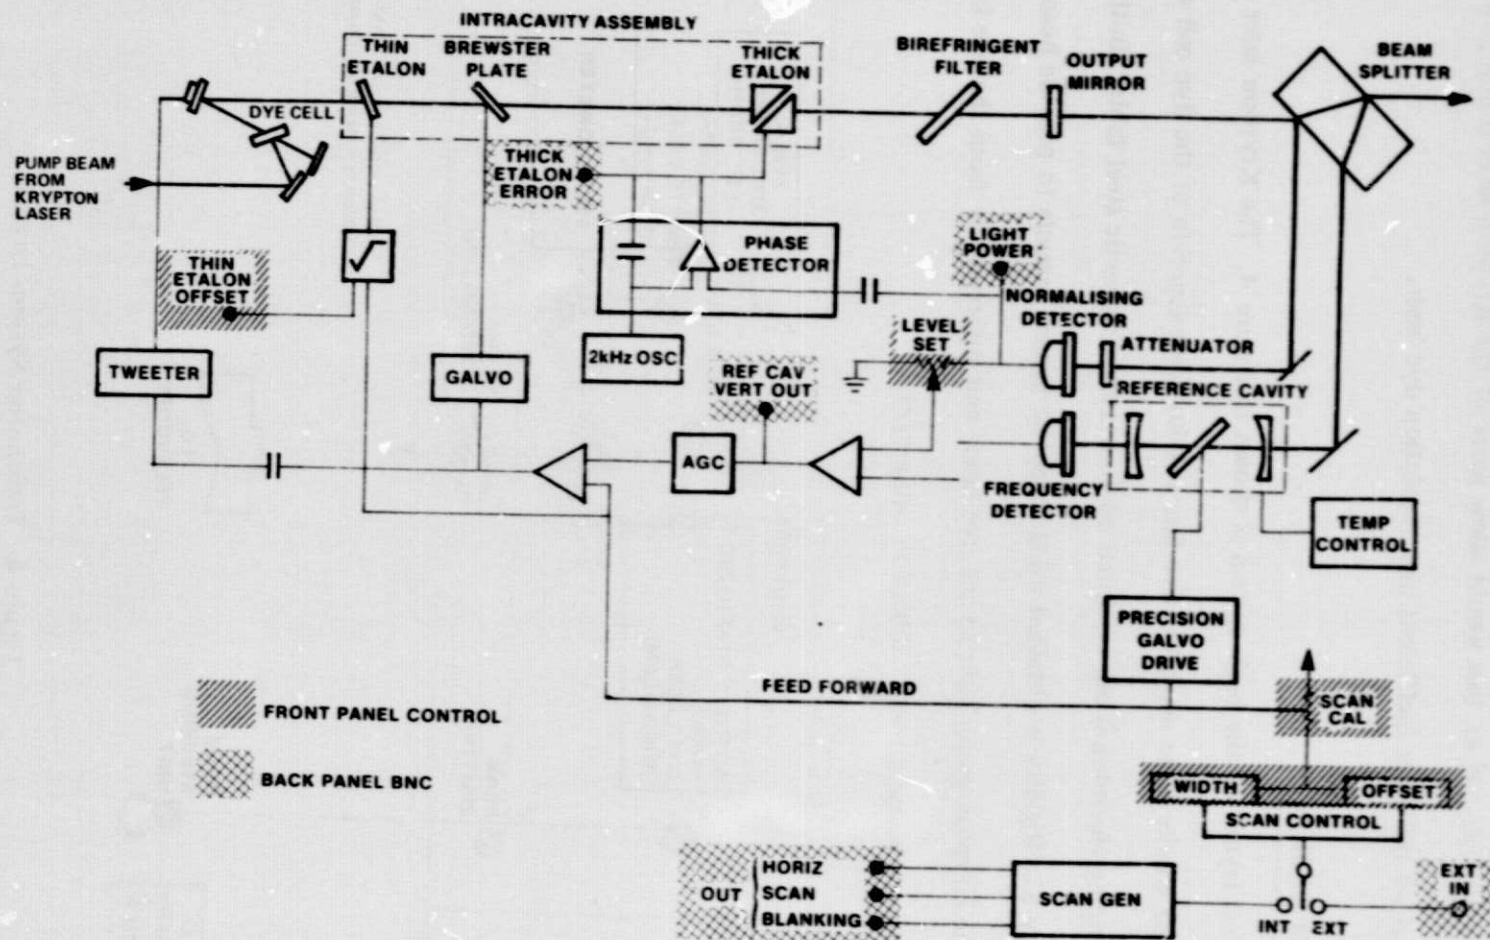 INTRACAVITY ASSEMBLY
THIN
ETALON
BREWSTER
PLATE
THICK
ETALON
BIREFRINGENT
FILTER
OUTPUT
MIRROR
BEAM
SPLITTER
DYE CELL
PUMP BEAM
FROM
KRYPTON
LASER
THICK
ETALON
ERROR
THIN
ETALON
OFFSET
√
PHASE
DETECTOR
LIGHT
POWER
NORMALISING
DETECTOR
ATTENUATOR
LEVEL
SET
2kHz OSC
TWEETER
GALVO
REF CAV
VERT OUT
REFERENCE CAVITY
AGC
FREQUENCY
DETECTOR
TEMP
CONTROL
PRECISION
GALVO
DRIVE
FEED FORWARD
SCAN
CAL
FRONT PANEL CONTROL
BACK PANEL BNC
WIDTH
OFFSET
SCAN CONTROL
OUT
HORIZ
SCAN
BLANKING
SCAN GEN
INT
EXT
EXT
IN